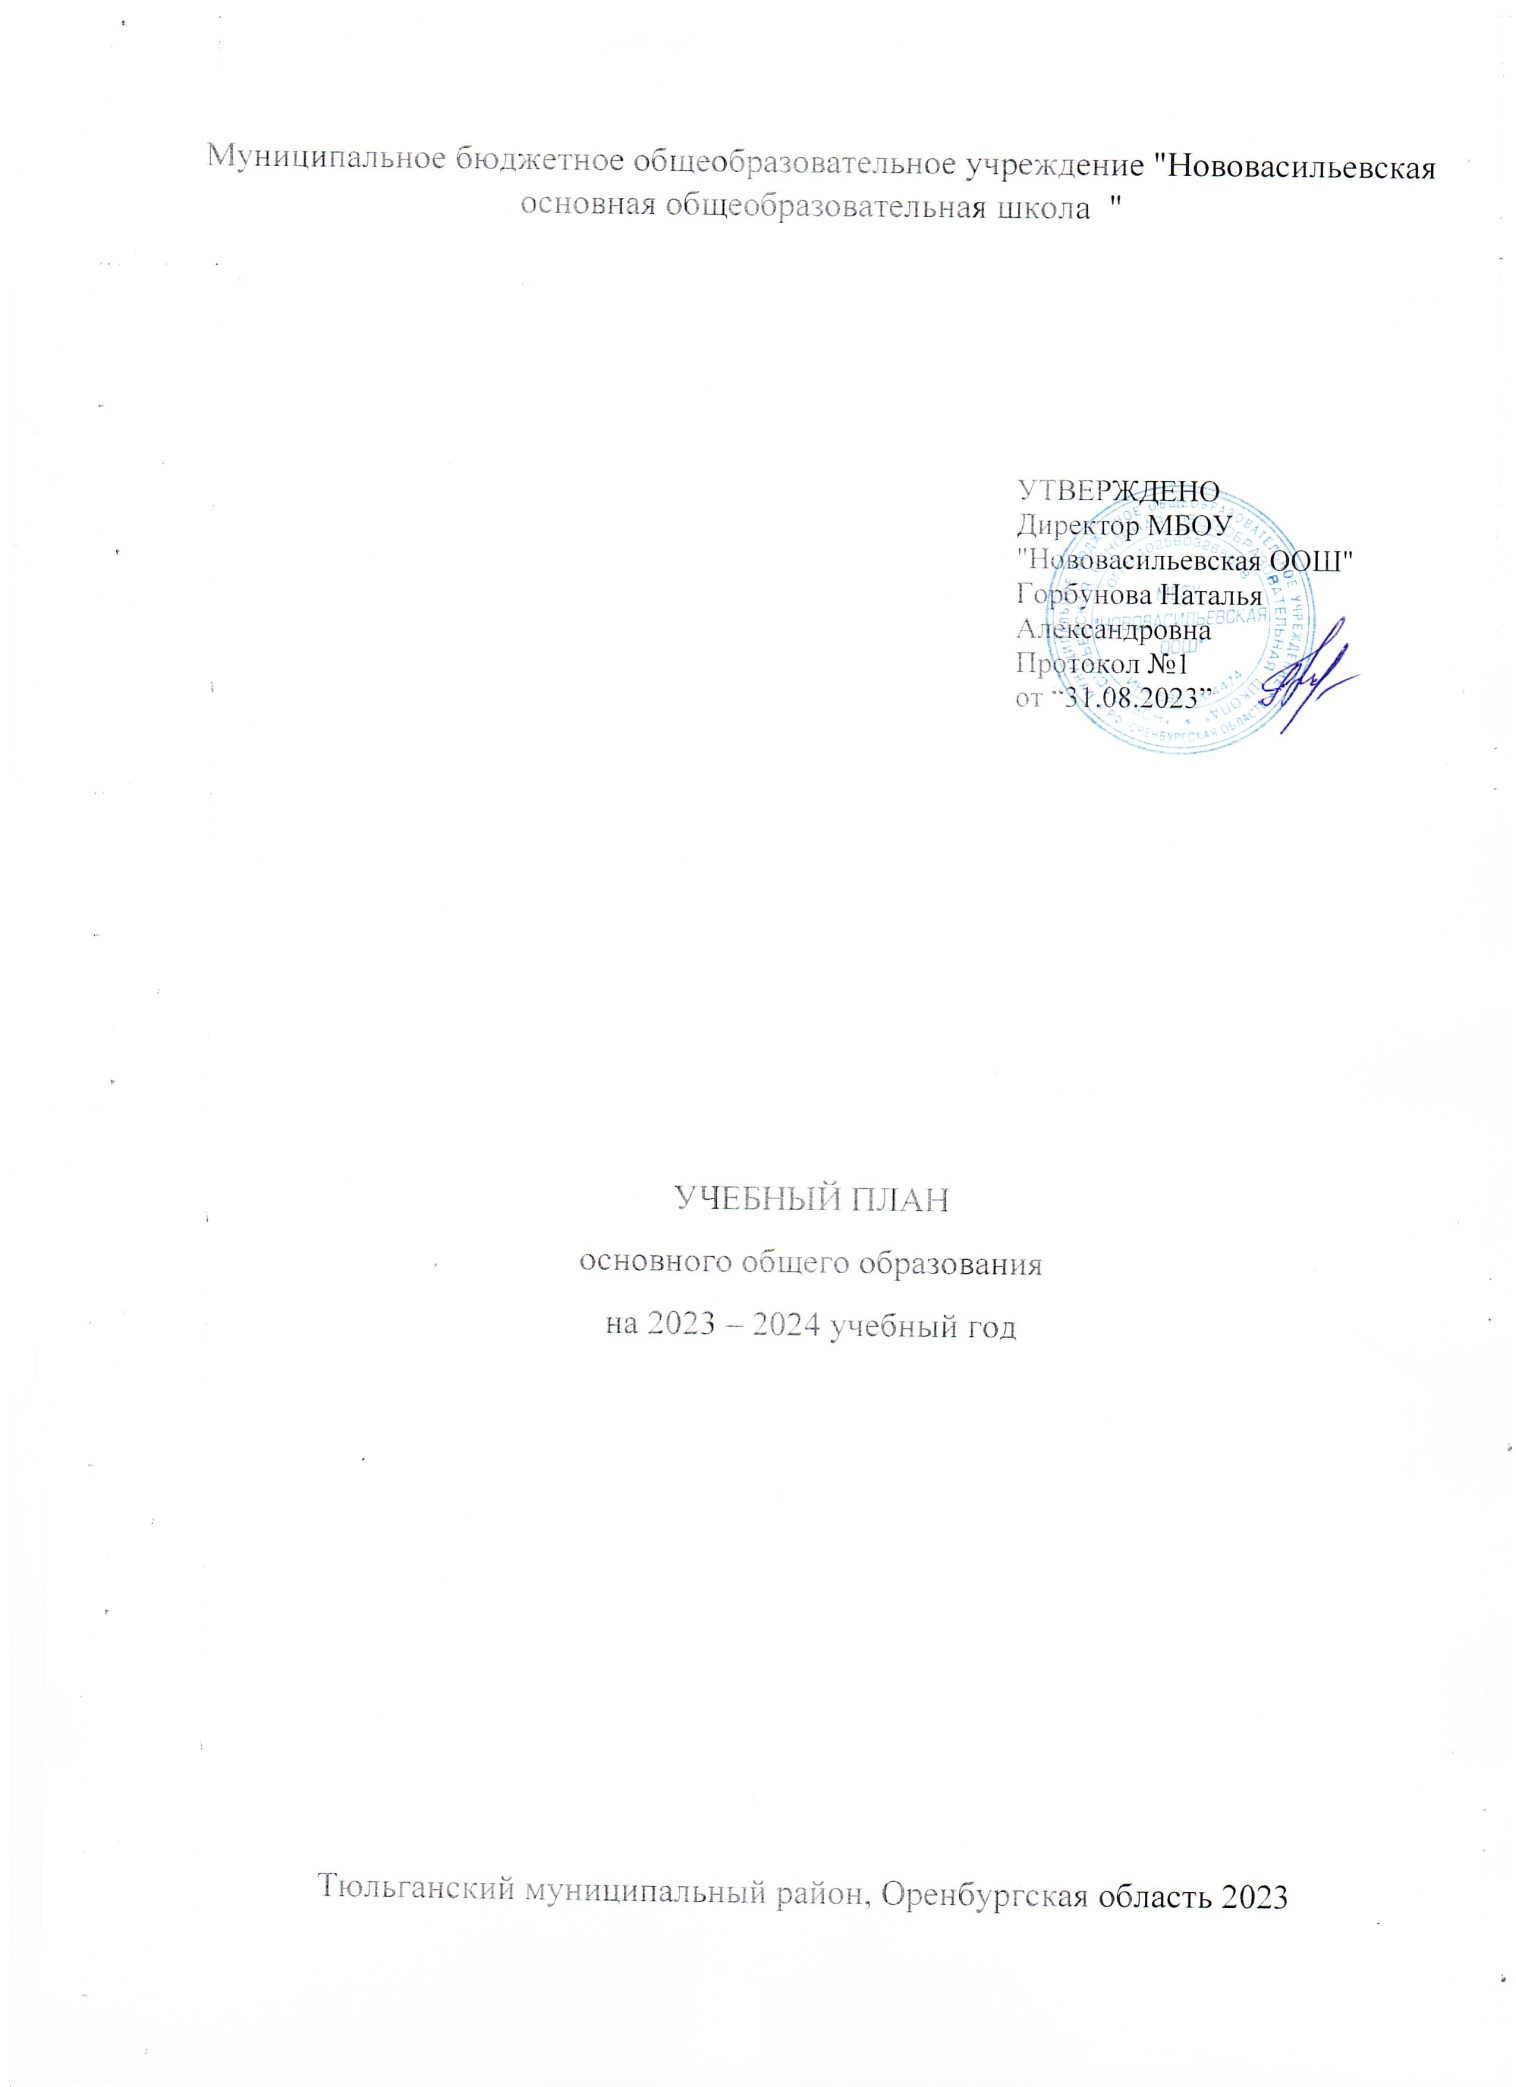 Муниципальное бюджетное общеобразовательное учреждение "Нововасильевская
основная общеобразовательная школа "
УТВЕРЖДЕНО
Директор МБОУ
"Нововасильевская ООШ"
Горбунова Наталья
Александровна
Протокол №1
от “31.08.2023”
НОВОВАСИЛЬЕВСКАЯ
ООШ"
УЧЕБНЫЙ ПЛАН
основного общего образования
на 2023 – 2024 учебный год
Тюльганский муниципальный район, Оренбургская область 2023